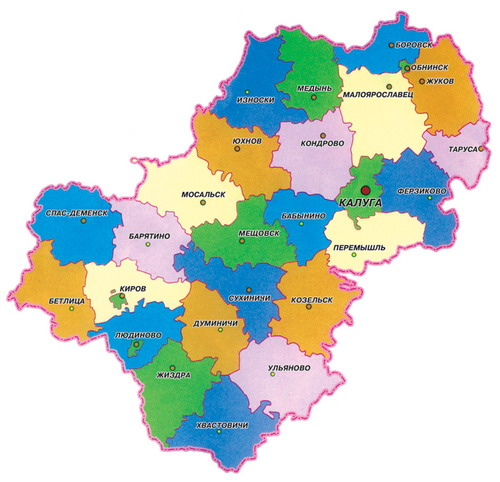 БОРОВСК
ОБНИНСК
ЖУКОВ
МЕДЫНЬ
МАЛОЯРОСЛАВЕЦ
ИЗНОСКИ
ЮХНОВ
КОНДРОВО
ТАРУСА
МОСАЛЬСК
КАЛУГА
ФЕРЗИКОВО
СПАС-ДЕМЕНСК
БАБЫНИНО
БАРЯТИНО
МЕЩОВСК
ПЕРЕМЫШЛЬ
КИРОВ
БЕТЛИЦА
СУХИНИЧИ
КОЗЕЛЬСК
ДУМИНИЧИ
ЛЮДИНОВО
УЛЬЯНОВО
ЖИЗДРА
ХВАСТОВИЧИ